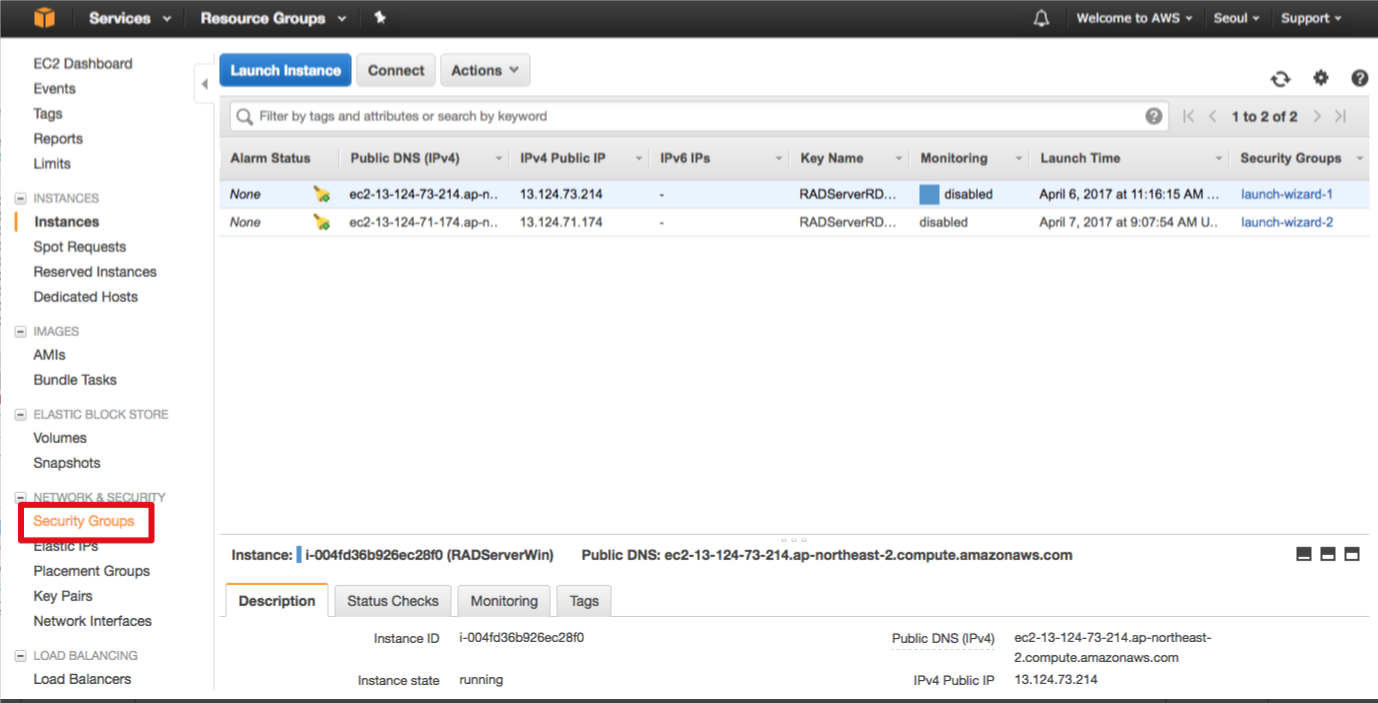 Services Resource Groups Welcome to AWS Seoul Support
EC2 Dashboard
Events
Tags
Reports
Limits
INSTANCES
Instances
Spot Requests
Reserved Instances
Dedicated Hosts
IMAGES
AMIs
Bundle Tasks
ELASTIC BLOCK STORE
Volumes
Snapshots
NETWORK & SECURITY
Security Groups
Elastic IPs
Placement Groups
Key Pairs
Network Interfaces
LOAD BALANCING
Load Balancers
Launch Instance Connect Actions
Filter by tags and attributes or search by keyword 1 to 2 of 2
Alarm Status Public DNS (IPv4) IPv4 Public IP IPv6 IPs Key Name Monitoring Launch Time Security Groups
None ec2-13-124-73-214.ap-n.. 13.124.73.214 - RADServerRD... disabled April 6, 2017 at 11:16:15 AM ... launch-wizard-1
None ec2-13-124-71-174.ap-n.. 13.124.71.174 - RADServerRD... disabled April 7, 2017 at 9:07:54 AM U.. launch-wizard-2
Instance: i-004fd36b926ec28f0 (RADServerWin) Public DNS: ec2-13-124-73-214.ap-northeast-2.compute.amazonaws.com
Description Status Checks Monitoring Tags
Instance ID i-004fd36b926ec28f0 Public DNS (IPv4) ec2-13-124-73-214.ap-northeast-
2.compute.amazonaws.com
Instance state running IPv4 Public IP 13.124.73.214